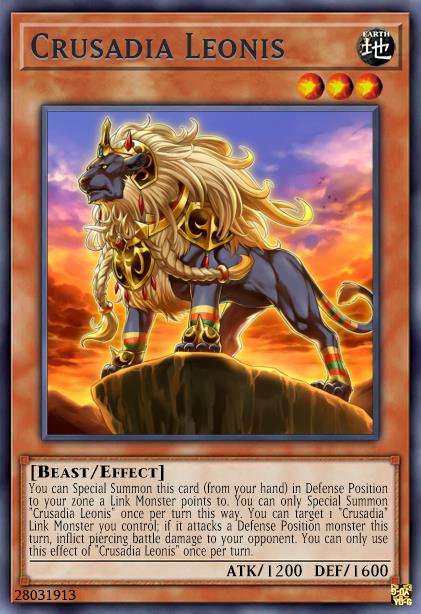 Crusadia Leonis
EARTH
地
[Beast/Effect]
You can Special Summon this card (from your hand) in Defense Position
to your zone a Link Monster points to. You can only Special Summon
"Crusadia Leonis" once per turn this way. You can target 1 "Crusadia"
Link Monster you control; if it attacks a Defense Position monster this
turn, inflict piercing battle damage to your opponent. You can only use
this effect of "Crusadia Leonis" once per turn.
ATK/1200 DEF/1600
28031913